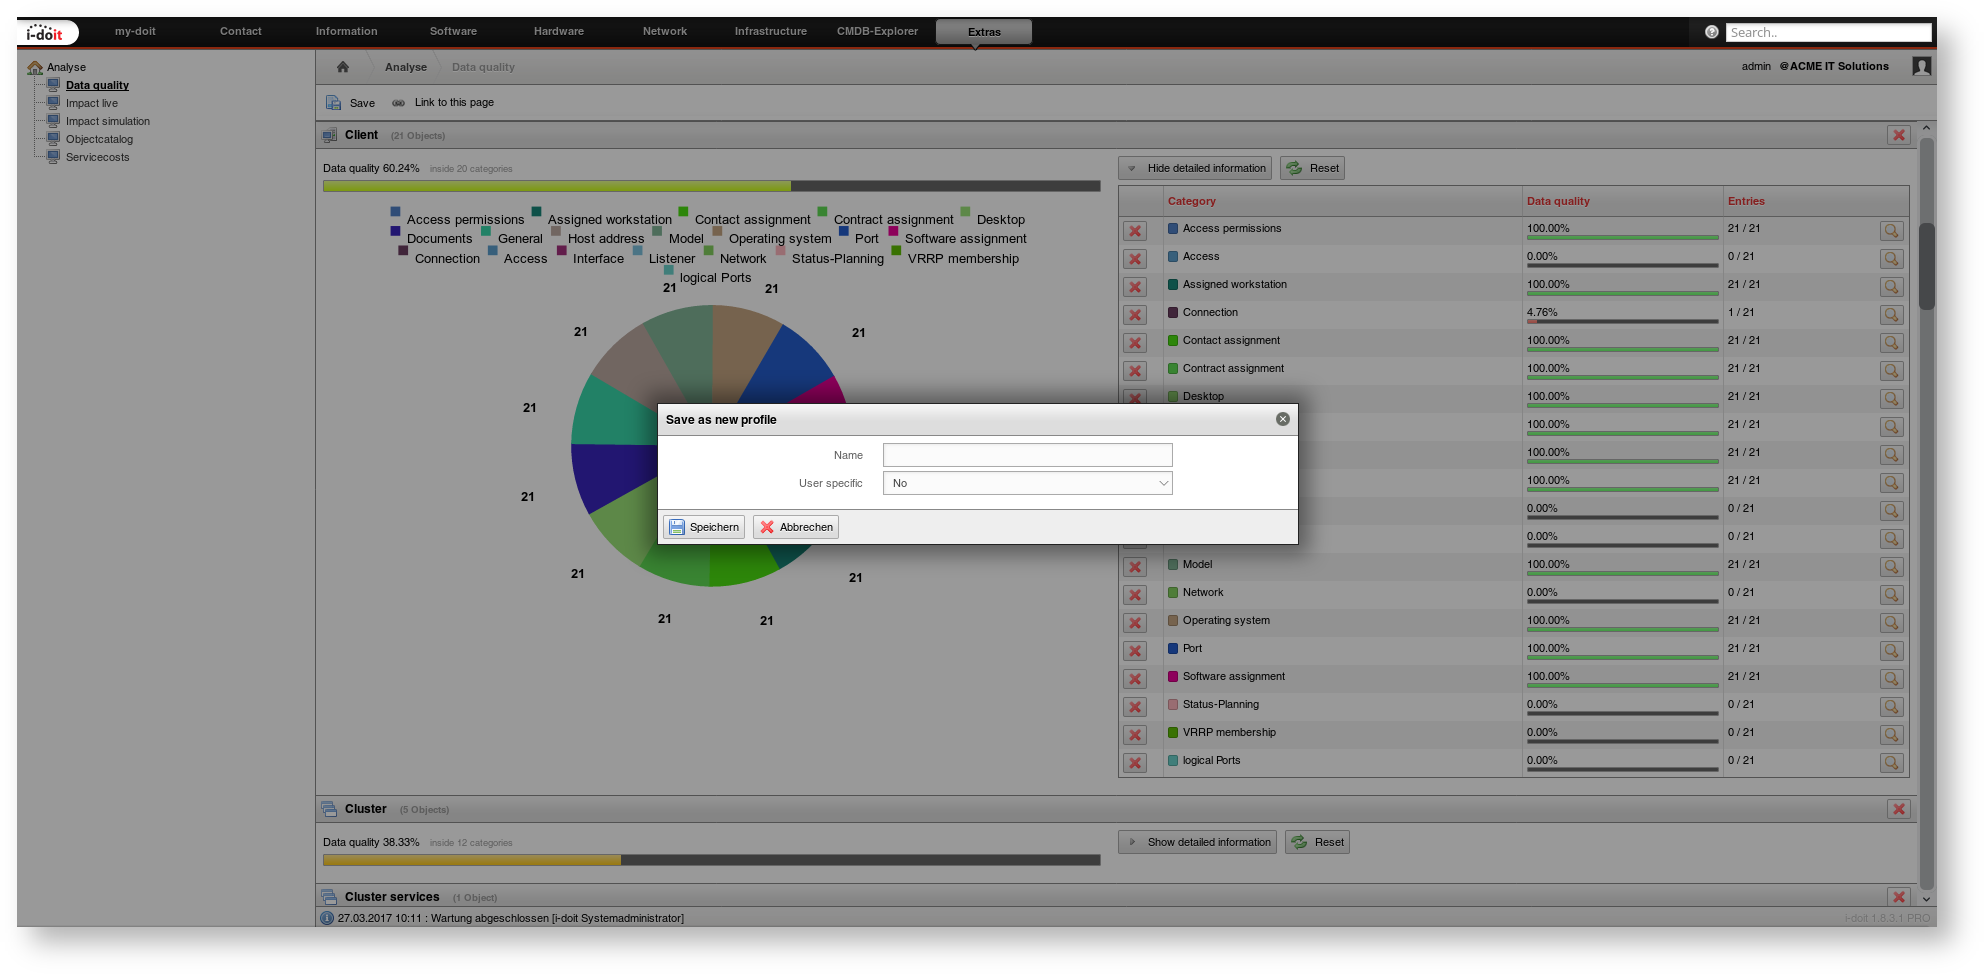 i-doit
my-doit Contact Information Software Hardware Network Infrastructure CMDB-Explorer Extras
Search..
Analyse
Data quality
Impact live
Impact simulation
Objectcatalog
Servicecosts
Analyse Data quality
admin @ACME IT Solutions
Save Link to this page
Client (21 Objects)
Data quality 60.24% inside 20 categories
Hide detailed information Reset
Access permissions Assigned workstation Contact assignment Contract assignment Desktop
Documents General Host address Model Operating system Port Software assignment
Connection Access Interface Listener Network Status-Planning VRRP membership
logical Ports
21 21
21 21
21
21
21 21
21 21
Category Data quality Entries
Access permissions 100.00% 21 / 21
Access 0.00% 0 / 21
Assigned workstation 100.00% 21 / 21
Connection 4.76% 1 / 21
Contact assignment 100.00% 21 / 21
Contract assignment 100.00% 21 / 21
Desktop 100.00% 21 / 21
100.00% 21 / 21
100.00% 21 / 21
100.00% 21 / 21
0.00% 0 / 21
0.00% 0 / 21
Model 100.00% 21 / 21
Network 0.00% 0 / 21
Operating system 100.00% 21 / 21
Port 100.00% 21 / 21
Software assignment 100.00% 21 / 21
Status-Planning 0.00% 0 / 21
VRRP membership 0.00% 0 / 21
logical Ports 0.00% 0 / 21
Save as new profile
Name
User specific No
Speichern Abbrechen
Cluster (5 Objects)
Data quality 38.33% inside 12 categories
Show detailed information Reset
Cluster services (1 Object)
27.03.2017 10:11 : Wartung abgeschlossen [i-doit Systemadministrator]
i-doit 1.8.3.1 PRO